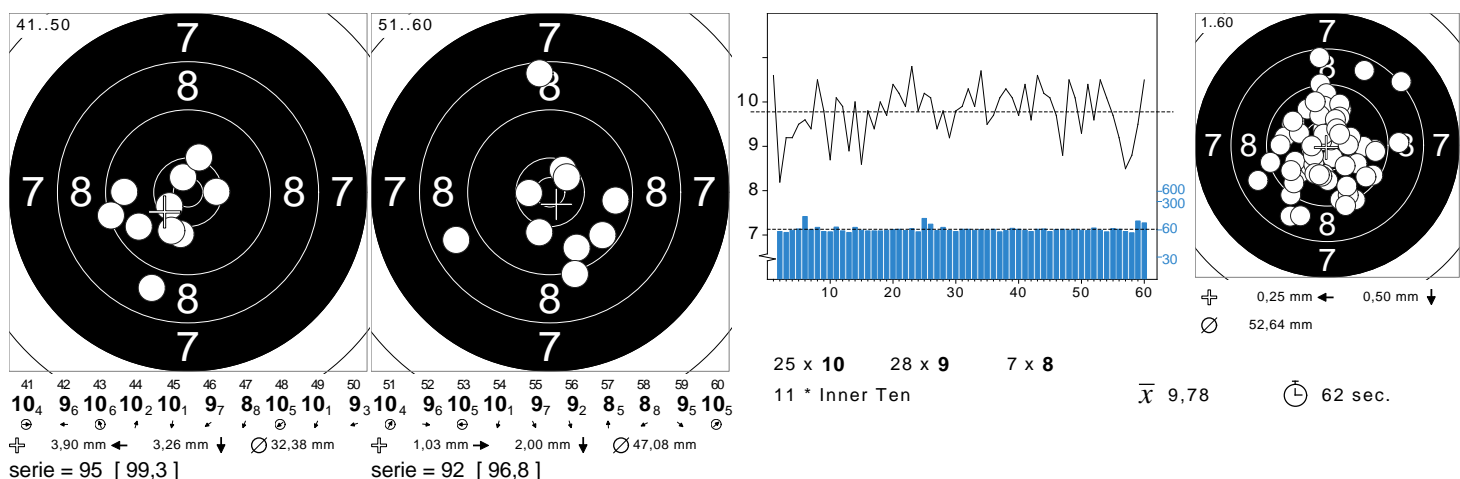 41..50
7
8
7 8 8 7
8
7
41 42 43 44 45 46 47 48 49 50
10₄ 9₆ 10₆ 10₂ 10₁ 9₇ 8₈ 10₅ 10₁ 9₃
3,90 mm 3,26 mm 32,38 mm
serie = 95 [ 99,3 ]
51..60
7
8
7 8 8 7
8
7
51 52 53 54 55 56 57 58 59 60
10₄ 9₆ 10₅ 10₁ 9₇ 9₂ 8₅ 8₈ 9₅ 10₅
1,03 mm 2,00 mm 47,08 mm
serie = 92 [ 96,8 ]
10
9
8
7
600
300
60
30
10 20 30 40 50 60
25 x 10 28 x 9 7 x 8
11 * Inner Ten x 9,78 62 sec.
1..60
7
8
7 8 8 7
8
7
0,25 mm 0,50 mm
52,64 mm